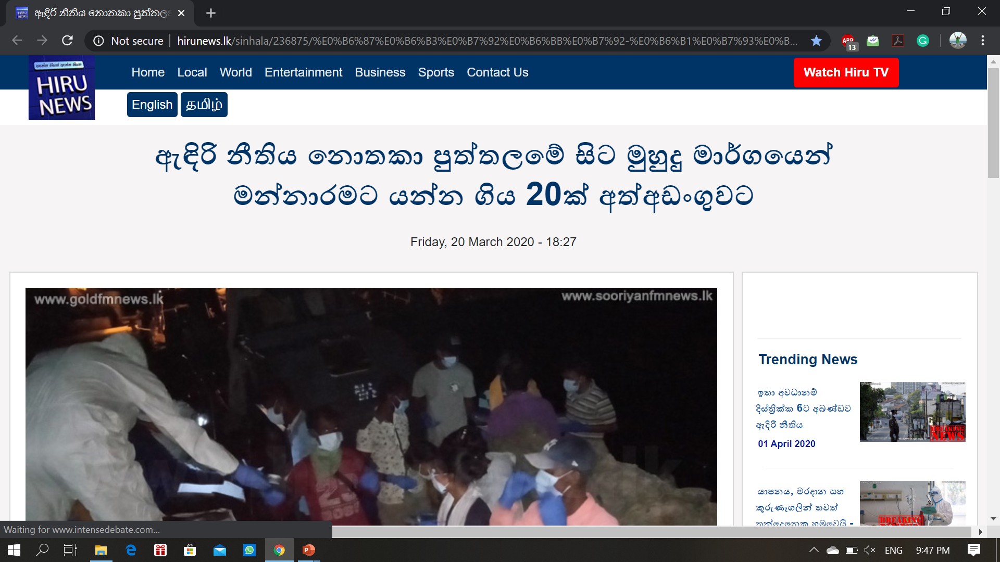 ඇඳිරි නීතිය නොතකා පුත්තලමේ
Not secure
hirunews.lk/sinhala/236875/%E0%B6%87%E0%B6%B3%E0%B7%92%E0%B6%BB%E0%B7%92-%E0%B6%B1%E0%B7%93%E0%B...
ABP
13
HIRU
NEWS
Home Local World Entertainment Business Sports Contact Us
Watch Hiru TV
English தமிழ்
ඇඳිරි නීතිය නොතකා පුත්තලමේ සිට මුහුදු මාර්ගයෙන්
මන්නාරමට යන්න ගිය 20ක් අත්අඩංගුවට
Friday, 20 March 2020 - 18:27
www.goldfmnews.lk
www.sooriyanfmnews.lk
23
Trending News
ඉතා අවධානම්
දිස්ත්‍රික්ක 6ට අඛණ්ඩව
ඇදිරි නීතිය
01 April 2020
BREAKING
NEWS
යාපනය, මරදාන සහ
කුරුණෑගලින් තවත්
තුන්දෙනෙකු හමුවෙයි -
BREAKING
Waiting for www.intensedebate.com...
ENG
9:47 PM